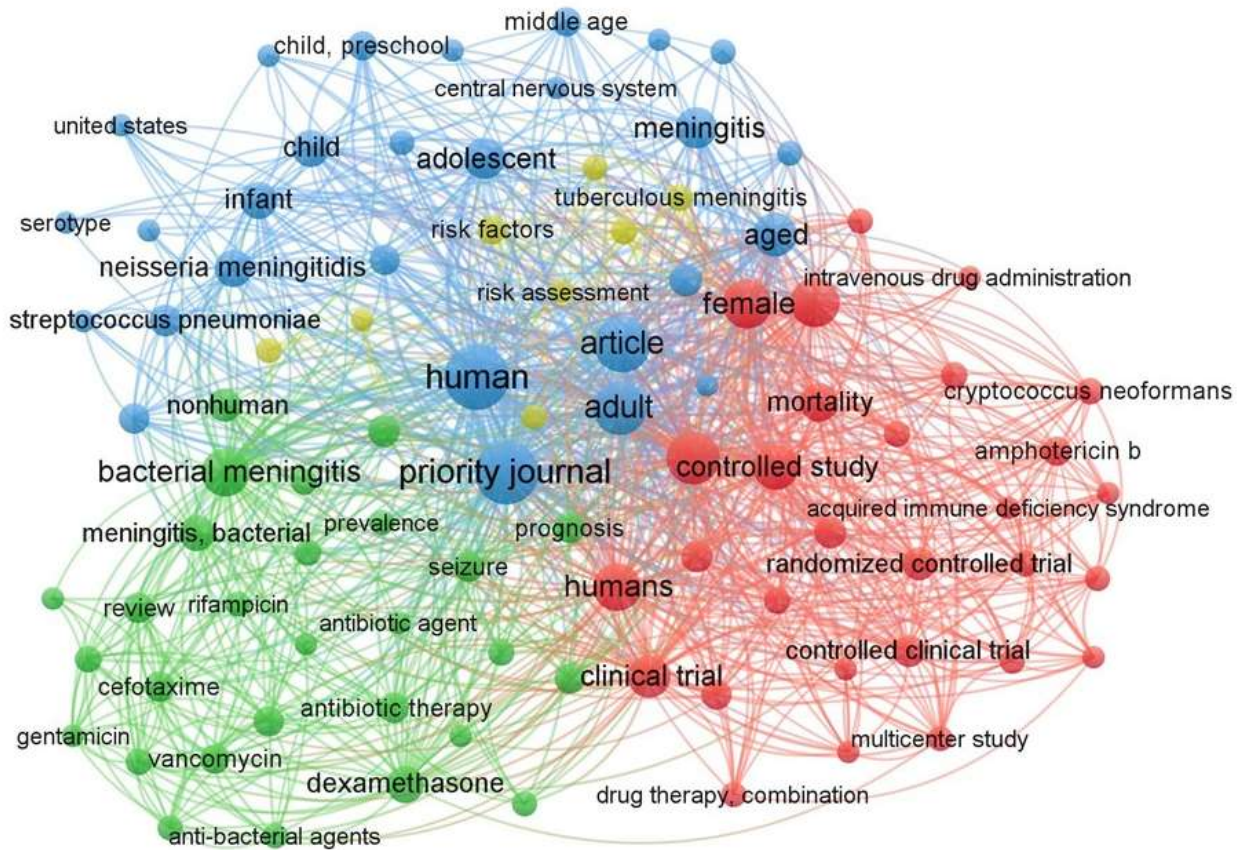 middle age
child, preschool
central nervous system
united states
meningitis
child
adolescent
tuberculous meningitis
infant
serotype
risk factors
aged
neisseria meningitidis
intravenous drug administration
risk assessment
female
streptococcus pneumoniae
article
human
cryptococcus neoformans
nonhuman
adult
mortality
amphotericin b
bacterial meningitis
priority journal
controlled study
acquired immune deficiency syndrome
prevalence
prognosis
meningitis, bacterial
randomized controlled trial
seizure
humans
review
rifampicin
antibiotic agent
controlled clinical trial
clinical trial
cefotaxime
antibiotic therapy
gentamicin
multicenter study
vancomycin
dexamethasone
drug therapy, combination
anti-bacterial agents